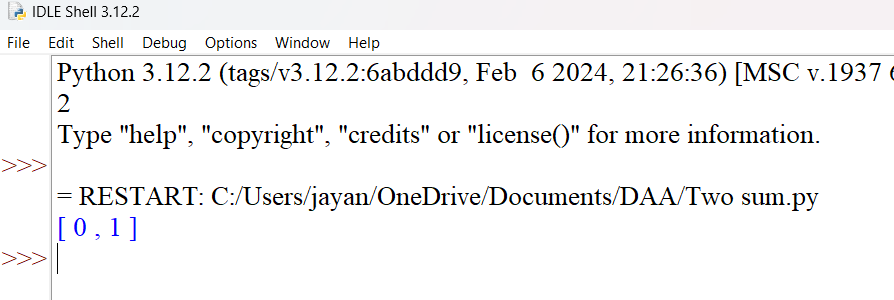 IDLE Shell 3.12.2
File Edit Shell Debug Options Window Help
Python 3.12.2 (tags/v3.12.2:6abddd9, Feb  6 2024, 21:26:36) [MSC v.1937
2
Type "help", "copyright", "credits" or "license()" for more information.
>>>
= RESTART: C:/Users/jayan/OneDrive/Documents/DAA/Two sum.py
[ 0 , 1 ]
>>>